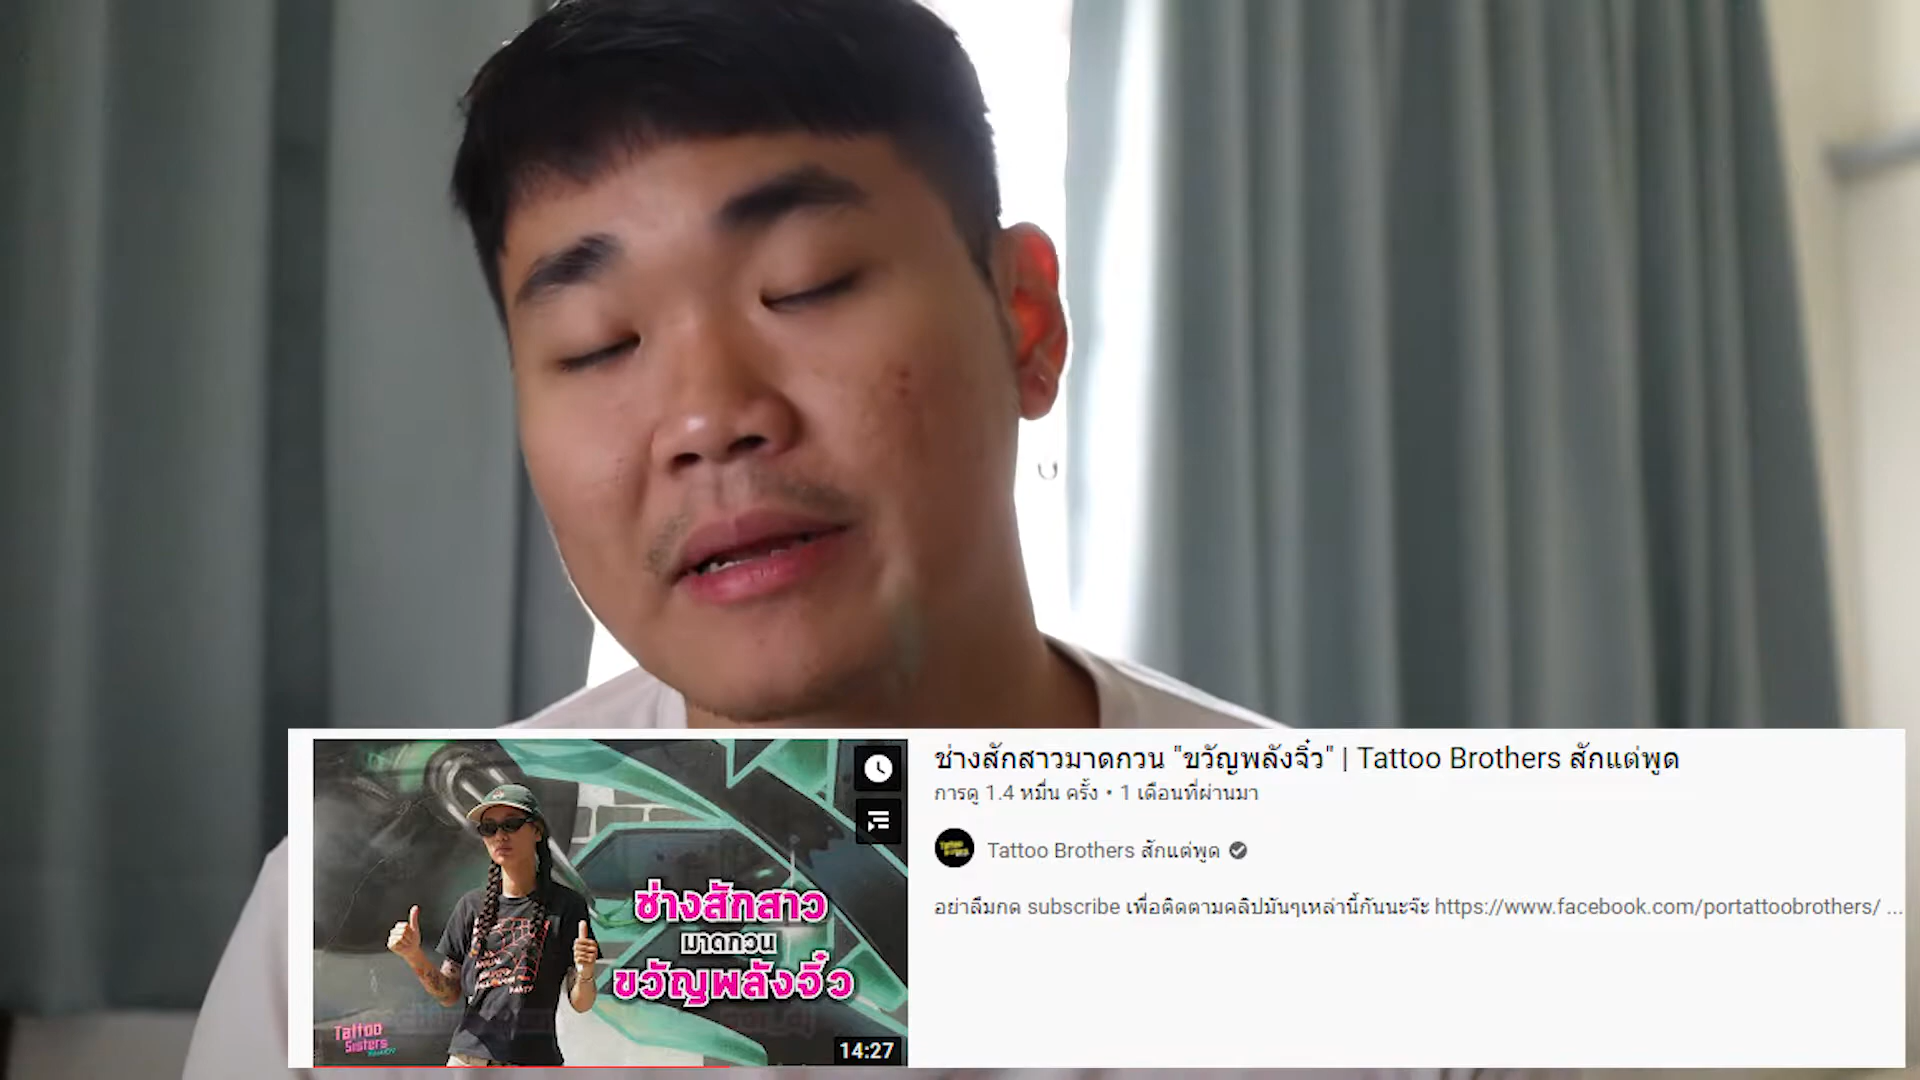 ช่างสักสาวมาดกวน "ขวัญพลังจิ๋ว" | Tattoo Brothers สักแต่พูด
การดู 1.4 หมื่น ครั้ง • 1 เดือนที่ผ่านมา
Tattoo Brothers สักแต่พูด
อย่าลืมกด subscribe เพื่อติดตามคลิปมันๆเหล่านี้กันนะจ๊ะ https://www.facebook.com/portattoobrothers/ ...
ช่างสักสาว
มาดกวน
ขวัญพลังจิ๋ว
Tattoo
Sisters
14:27